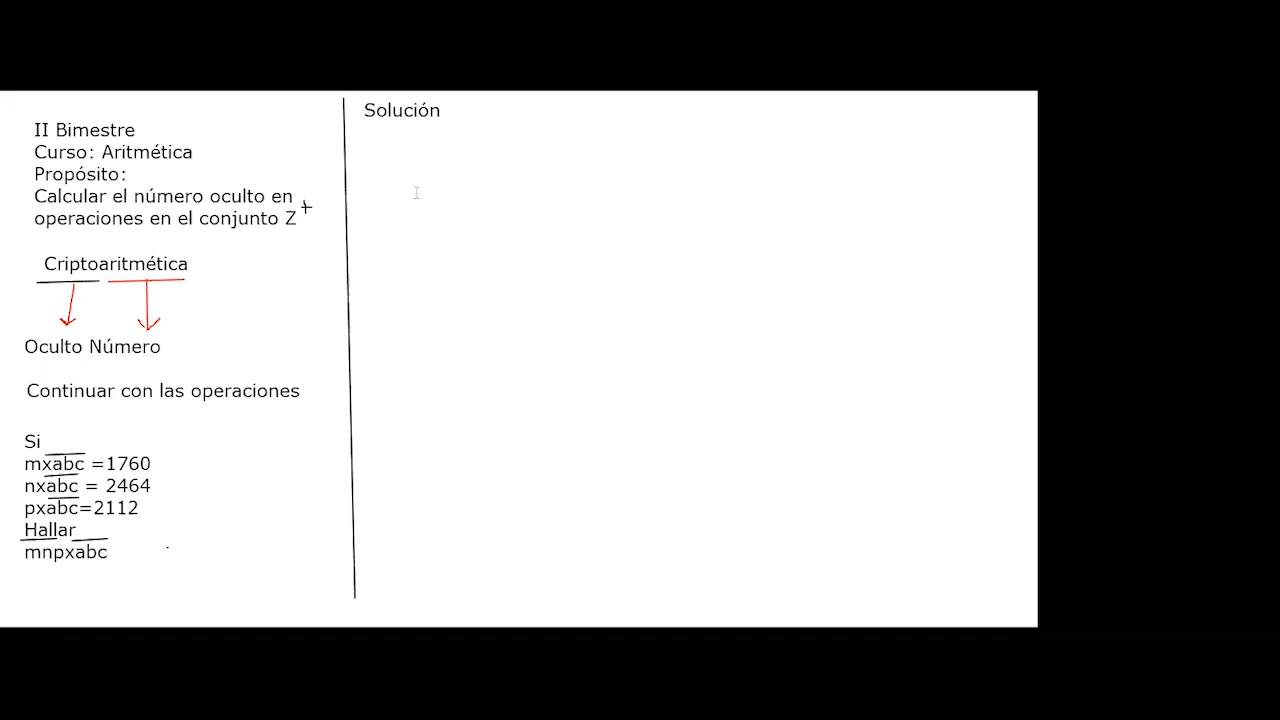 II Bimestre
Curso: Aritmética
Propósito:
Calcular el número oculto en
operaciones en el conjunto Z +
Criptoaritmética
Oculto Número
Continuar con las operaciones
Si
mxabc =1760
nxabc = 2464
pxabc=2112
Hallar
mnpxabc
Solución